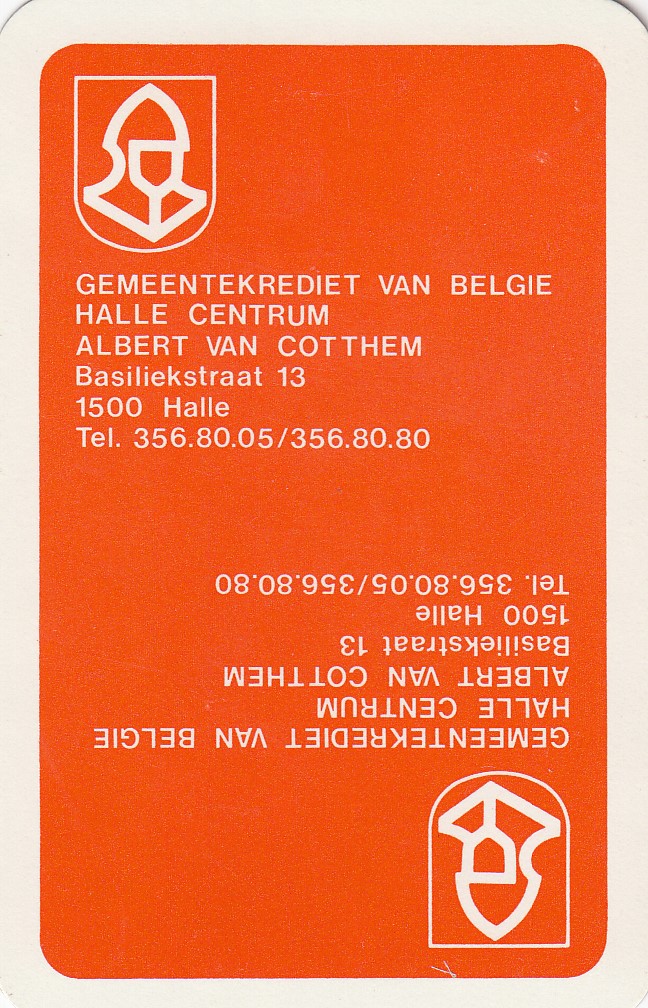 GEMEENTEKREDIET VAN BELGIE
HALLE CENTRUM
ALBERT VAN COTTHEM
Basiliekstraat 13
1500 Halle
Tel. 356.80.05/356.80.80
GEMEENTEKREDIET VAN BELGIE
HALLE CENTRUM
ALBERT VAN COTTHEM
Basiliekstraat 13
1500 Halle
Tel. 356.80.05/356.80.80